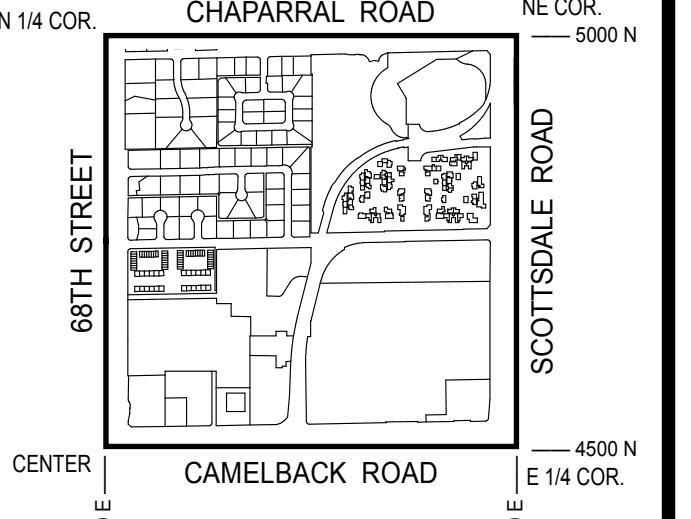 CHAPARRAL ROAD
N 1/4 COR.
NE COR.
5000 N
68TH STREET
SCOTTSDALE ROAD
4500 N
CENTER
CAMELBACK ROAD
E 1/4 COR.
E
E